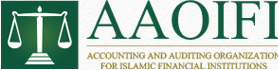 AAOIFI
ACCOUNTING AND AUDITING ORGANIZATION
FOR ISLAMIC FINANCIAL INSTITUTIONS